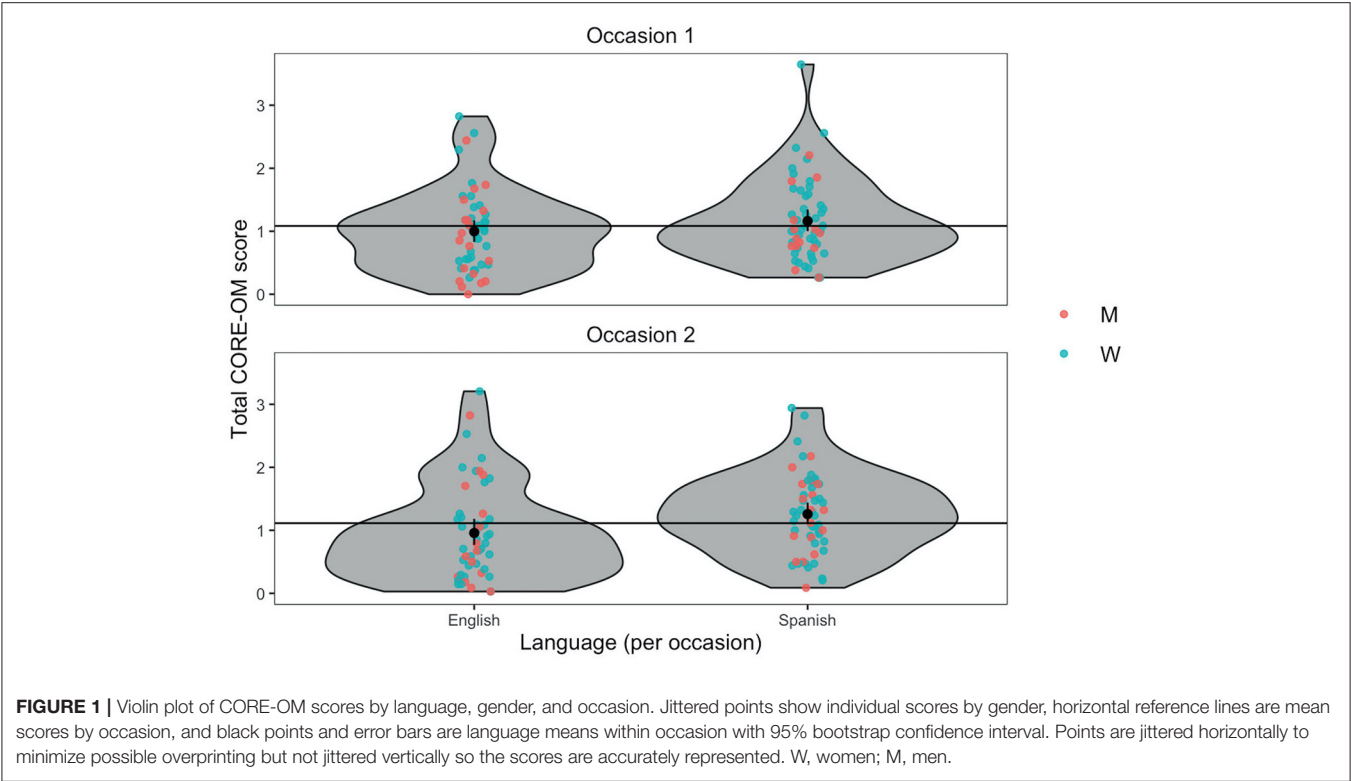 Occasion 1
3
2
1
0
Occasion 2
3
2
1
0
Total CORE-OM score
English
Spanish
Language (per occasion)
M
W
FIGURE 1 | Violin plot of CORE-OM scores by language, gender, and occasion. Jittered points show individual scores by gender, horizontal reference lines are mean
scores by occasion, and black points and error bars are language means within occasion with 95% bootstrap confidence interval. Points are jittered horizontally to
minimize possible overprinting but not jittered vertically so the scores are accurately represented. W, women; M, men.